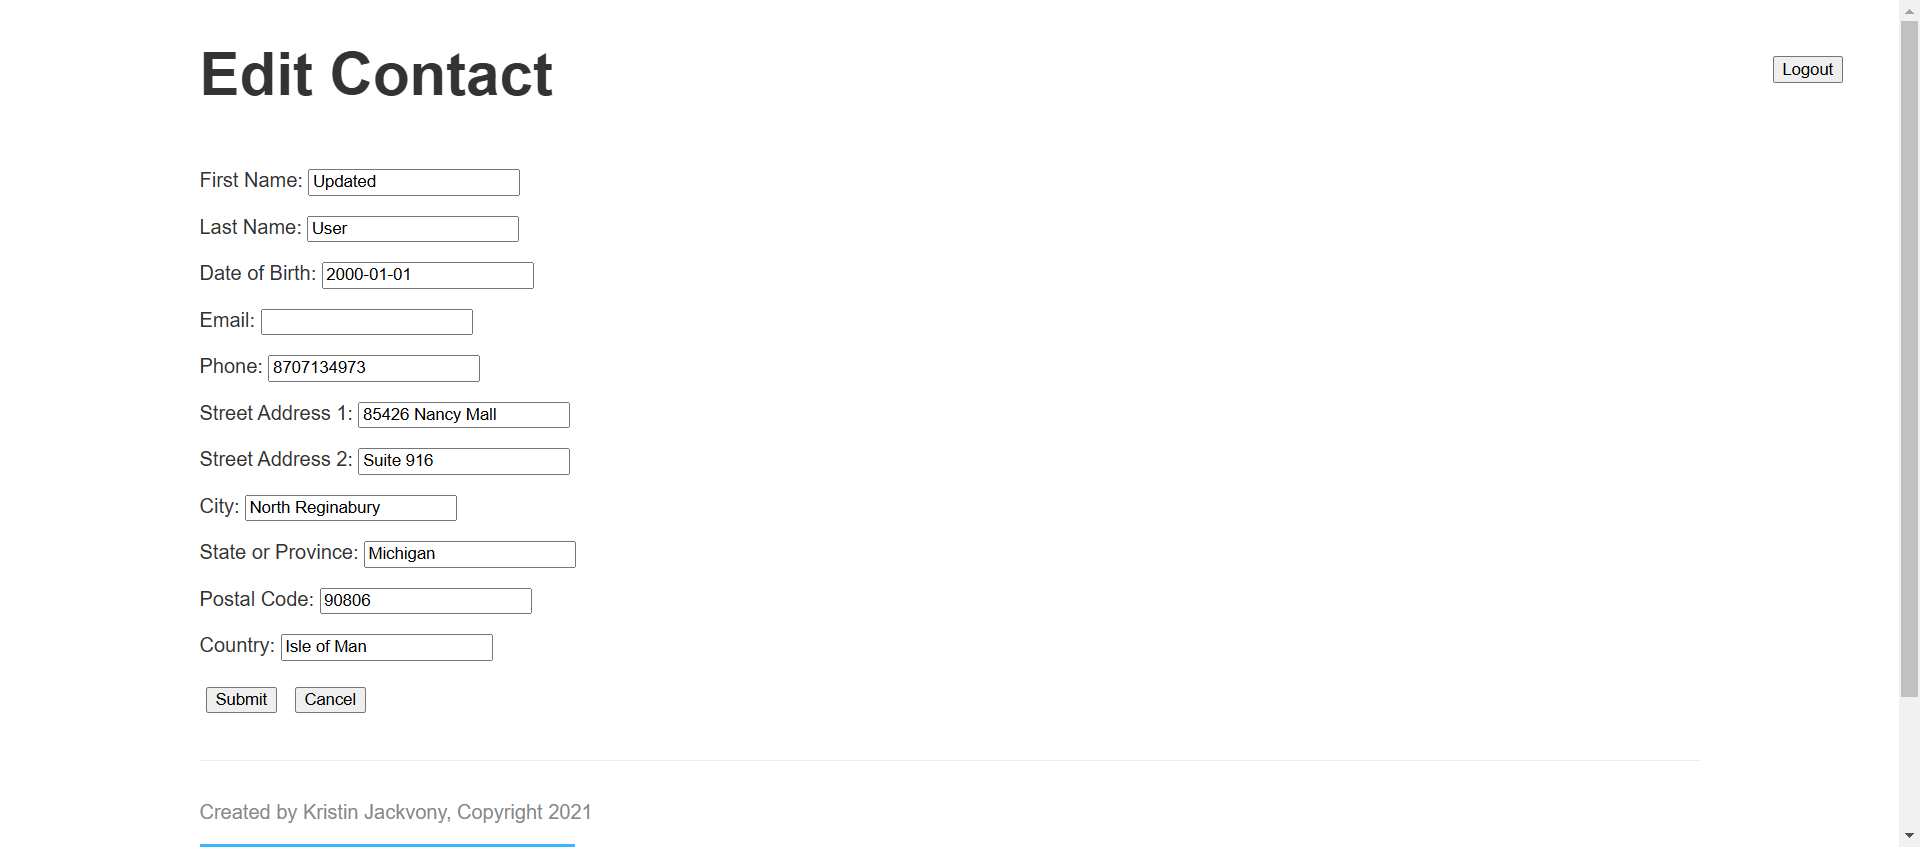 Edit Contact
Logout
First Name: Updated
Last Name: User
Date of Birth: 2000-01-01
Email:
Phone: 8707134973
Street Address 1: 85426 Nancy Mall
Street Address 2: Suite 916
City: North Reginabury
State or Province: Michigan
Postal Code: 90806
Country: Isle of Man
Submit Cancel
Created by Kristin Jackvony, Copyright 2021